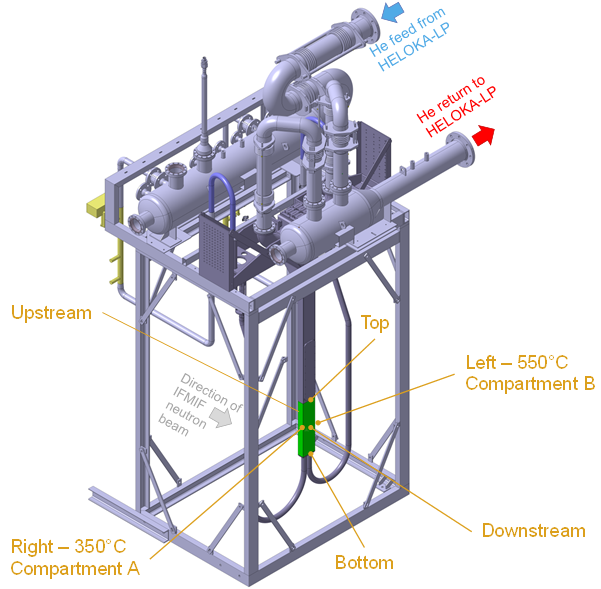 He feed from
HELOKA-LP
He return to
HELOKA-LP
Upstream
Top
Left – 550°C
Compartment B
Direction of
IFMIF
neutron
beam
Downstream
Right – 350°C
Compartment A
Bottom